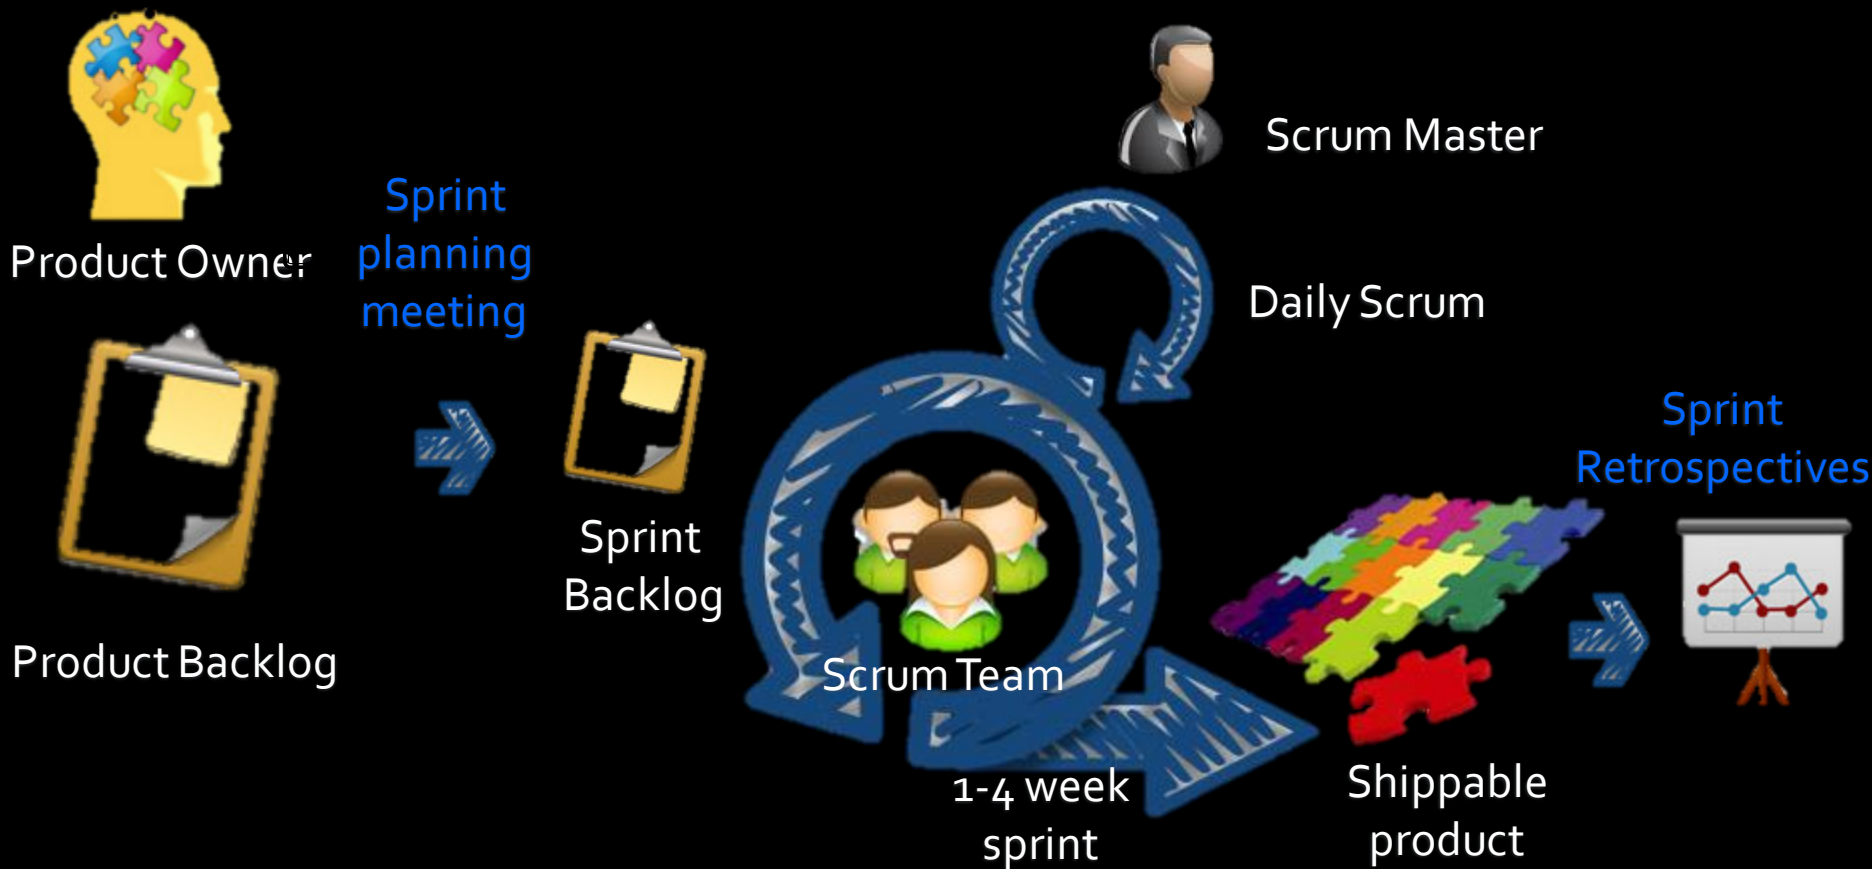 Product Owner
Product Backlog
Sprint
planning
meeting
Sprint
Backlog
Scrum Master
Daily Scrum
Scrum Team
1-4 week
sprint
Shippable
product
Sprint
Retrospectives